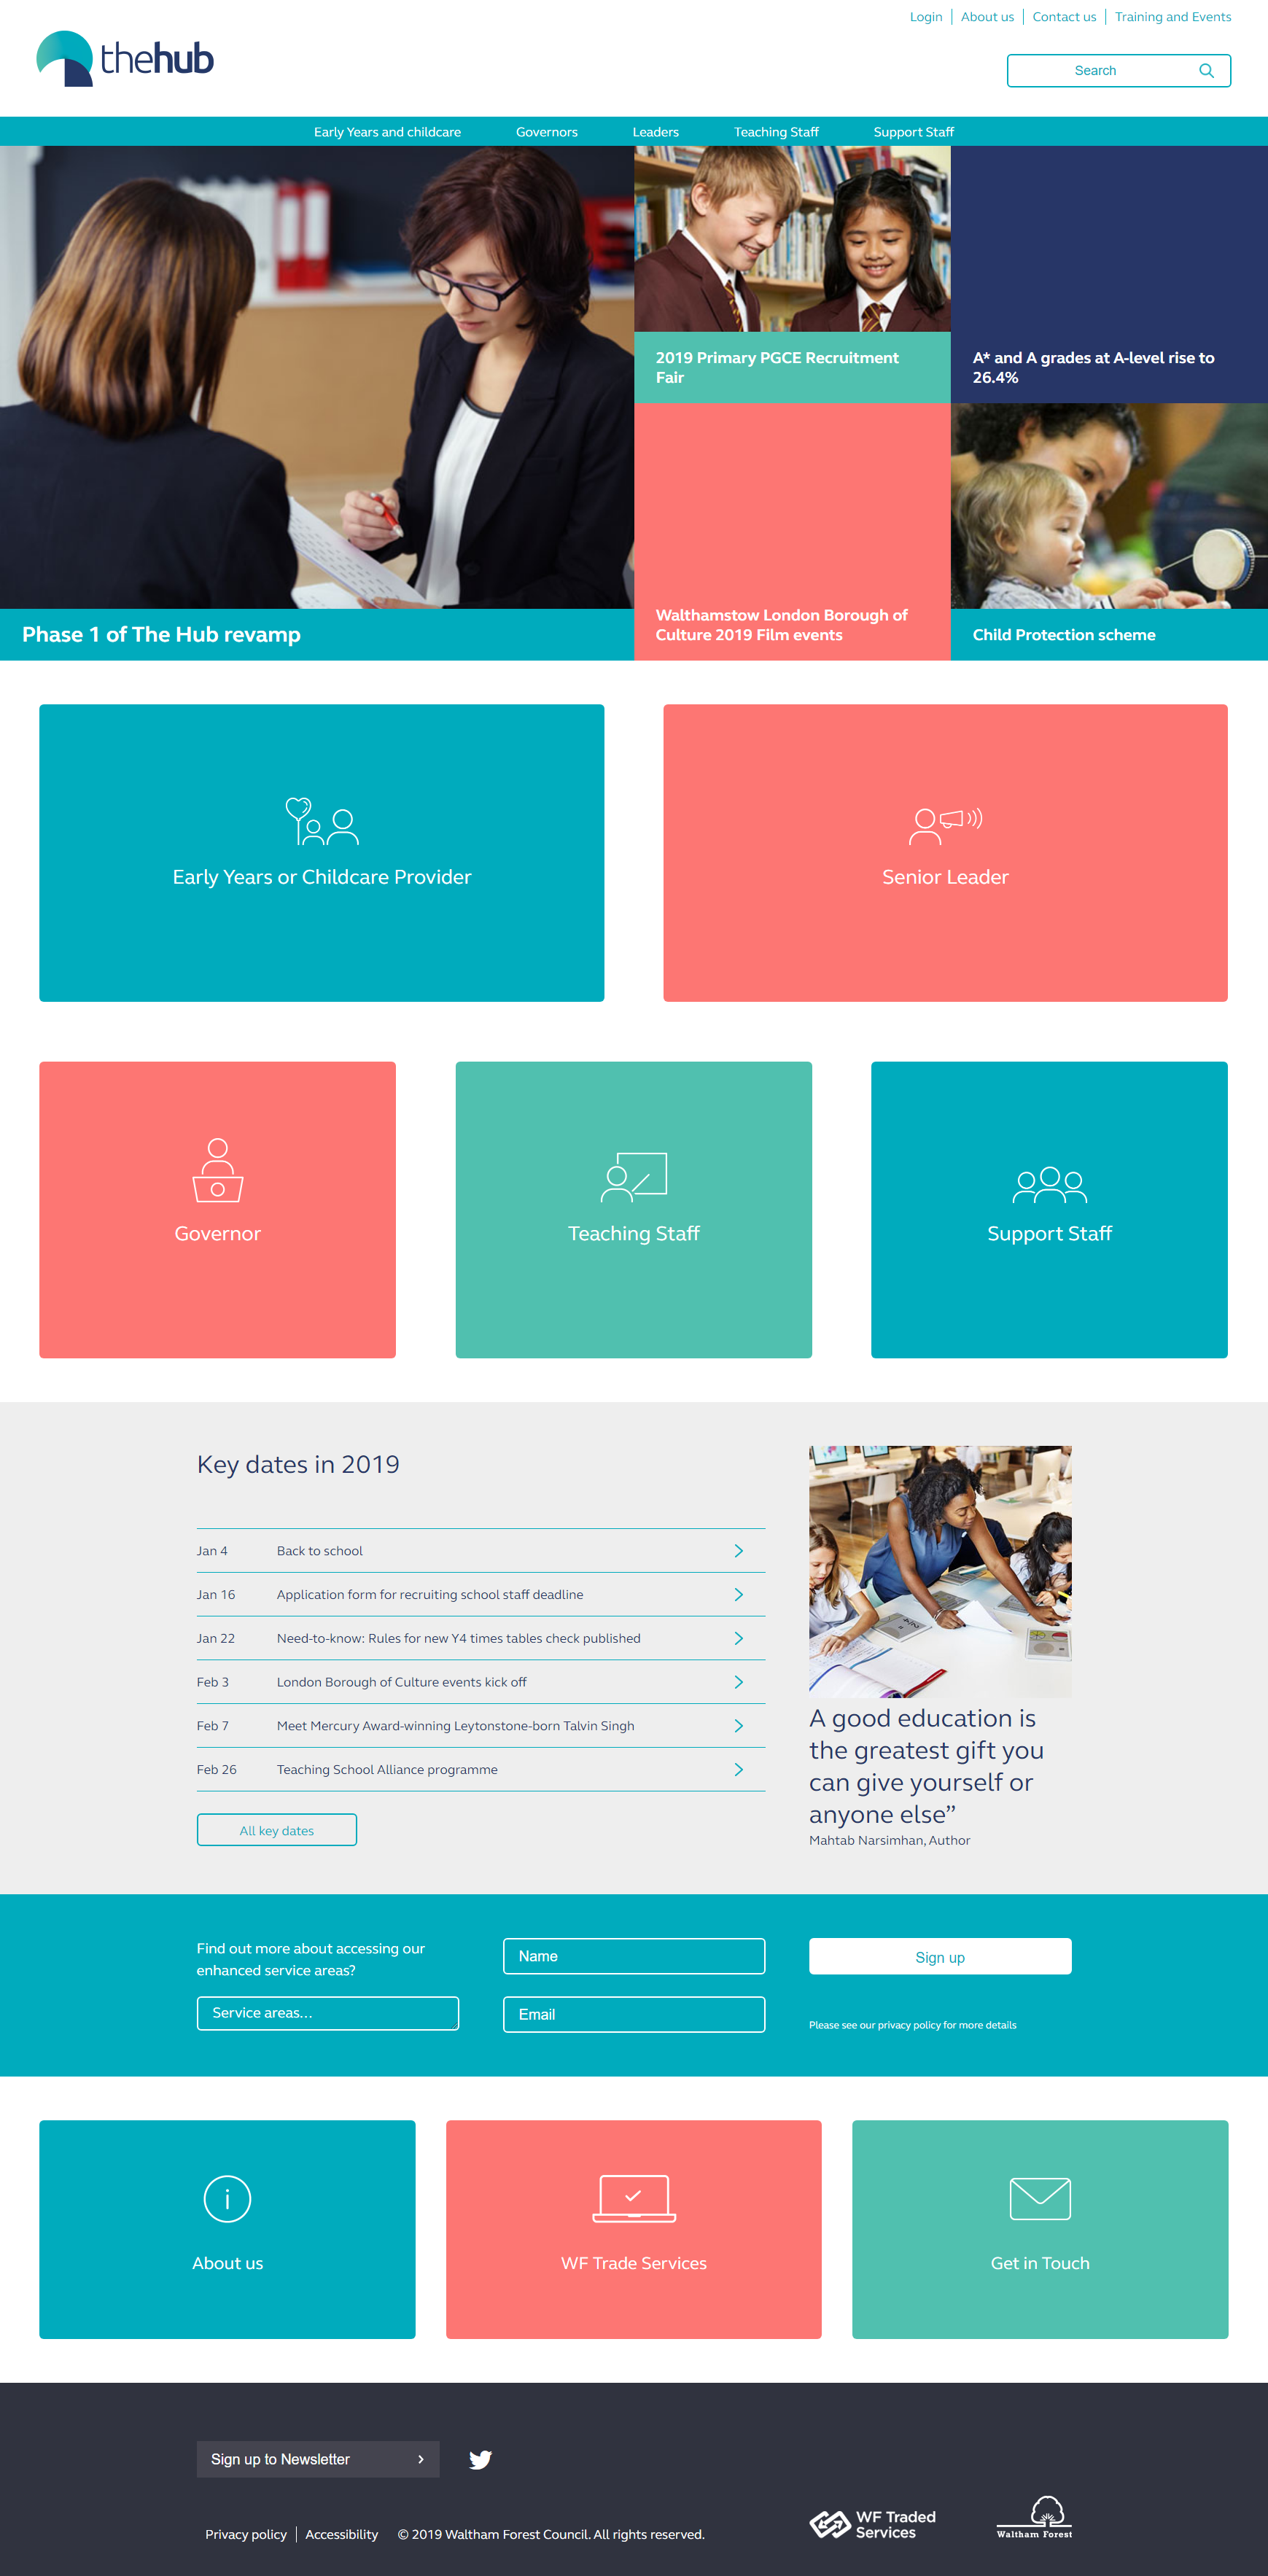 Login
About us
Contact us
Training and Events
thehub
Search
Early Years and childcare
Governors
Leaders
Teaching Staff
Support Staff
2019 Primary PGCE Recruitment
Fair
A* and A grades at A-level rise to
26.4%
Walthamstow London Borough of
Culture 2019 Film events
Phase 1 of The Hub revamp
Child Protection scheme
Early Years or Childcare Provider
Senior Leader
Governor
Teaching Staff
Support Staff
Key dates in 2019
Jan 4 Back to school
Jan 16 Application form for recruiting school staff deadline
Jan 22 Need-to-know: Rules for new Y4 times tables check published
Feb 3 London Borough of Culture events kick off
Feb 7 Meet Mercury Award-winning Leytonstone-born Talvin Singh
Feb 26 Teaching School Alliance programme
All key dates
A good education is
the greatest gift you
can give yourself or
anyone else”
Mahtab Narsimhan, Author
Find out more about accessing our
enhanced service areas?
Service areas...
Name
Email
Sign up
Please see our privacy policy for more details
About us
WF Trade Services
Get in Touch
Sign up to Newsletter
Privacy policy
Accessibility
© 2019 Waltham Forest Council. All rights reserved.
WF Traded
Services
Waltham Forest